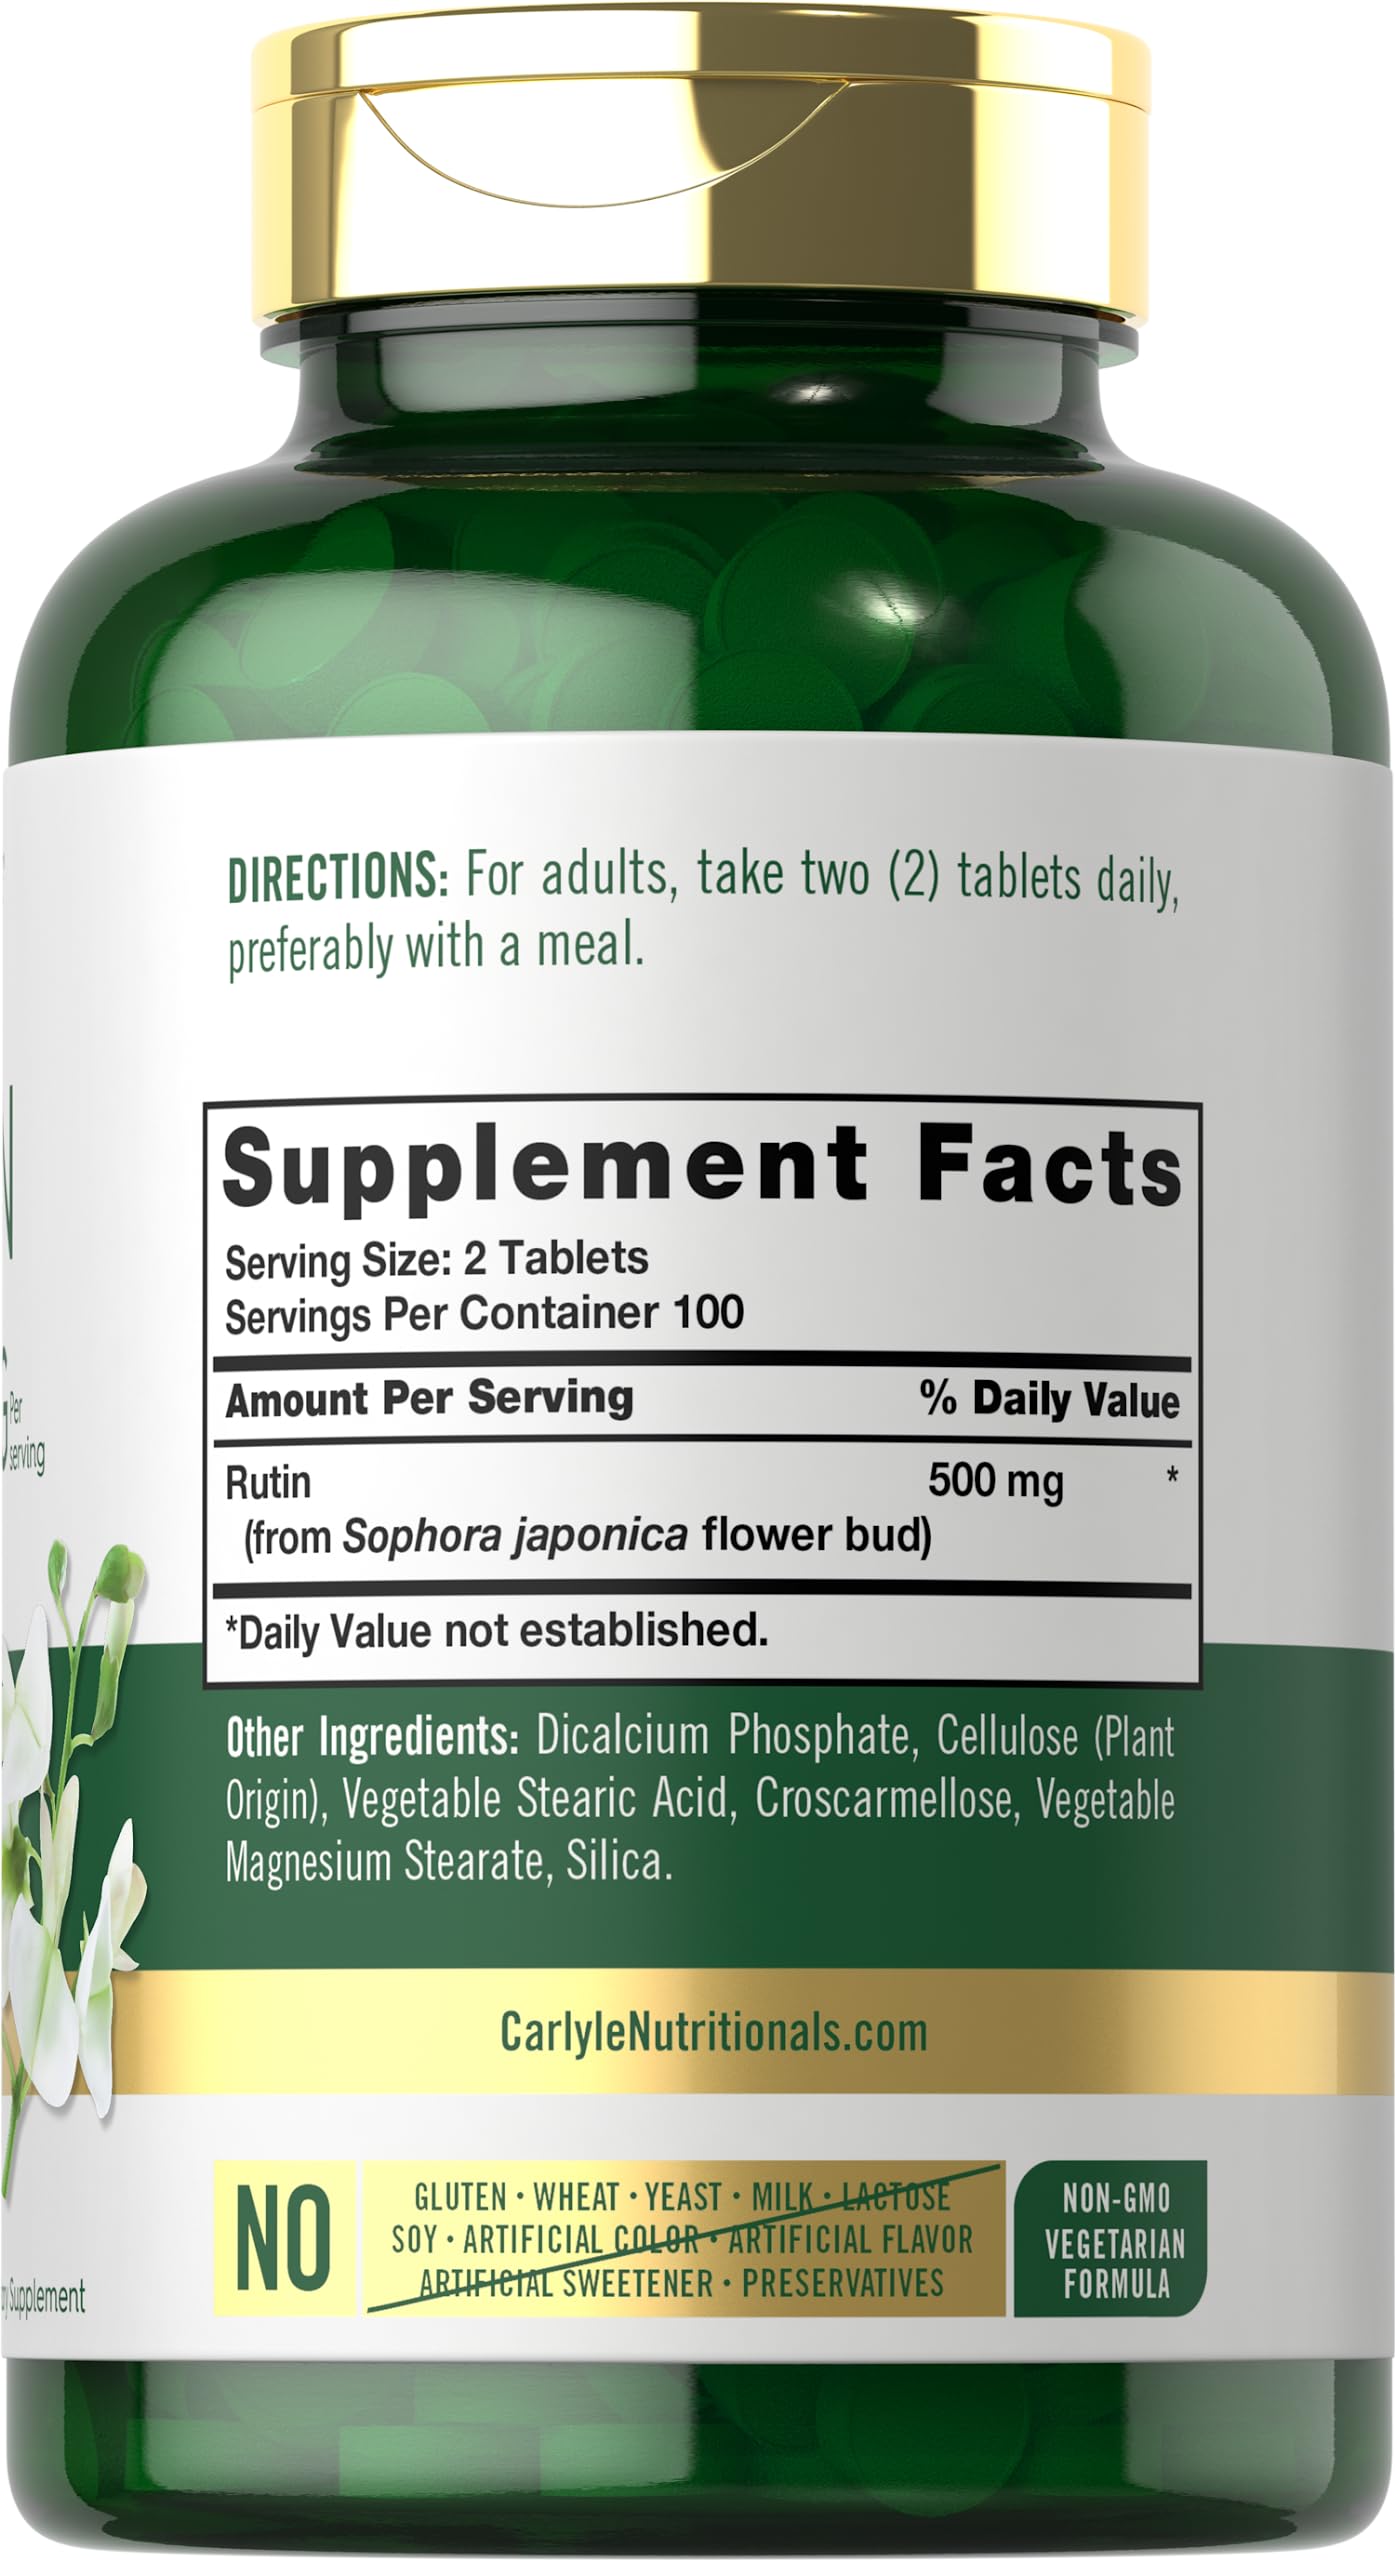 DIRECTIONS: For adults, take two (2) tablets daily,
preferably with a meal.
N
Per
serving
Supplement Facts
Serving Size: 2 Tablets
Servings Per Container 100
Amount Per Serving % Daily Value
Rutin 500 mg *
(from Sophora japonica flower bud)
*Daily Value not established.
Other Ingredients: Dicalcium Phosphate, Cellulose (Plant
Origin), Vegetable Stearic Acid, Croscarmellose, Vegetable
Magnesium Stearate, Silica.
CarlyleNutritionals.com
NO
GLUTEN • WHEAT • YEAST • MILK • LACTOSE
SOY • ARTIFICIAL COLOR • ARTIFICIAL FLAVOR
ARTIFICIAL SWEETENER • PRESERVATIVES
NON-GMO
VEGETARIAN
FORMULA
Supplement